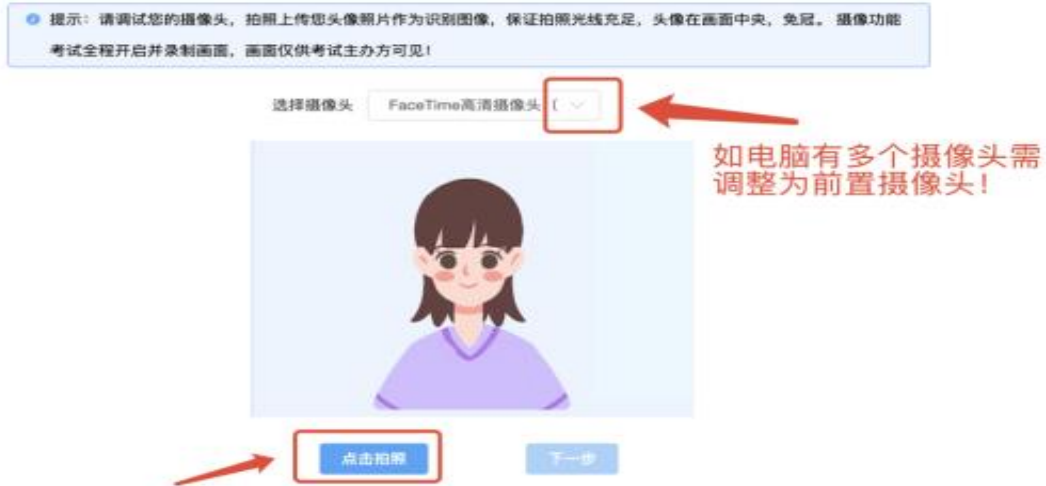 提示：请调试您的摄像头，拍照上传您头像照片作为识别图像，保证拍照光线充足，头像在画面中央，免冠。 摄像功能
考试全程开启并录制画面，画面仅供考试主办方可见！
选择摄像头 FaceTime高清摄像头（
如电脑有多个摄像头需
调整为前置摄像头！
点击拍照 下一步